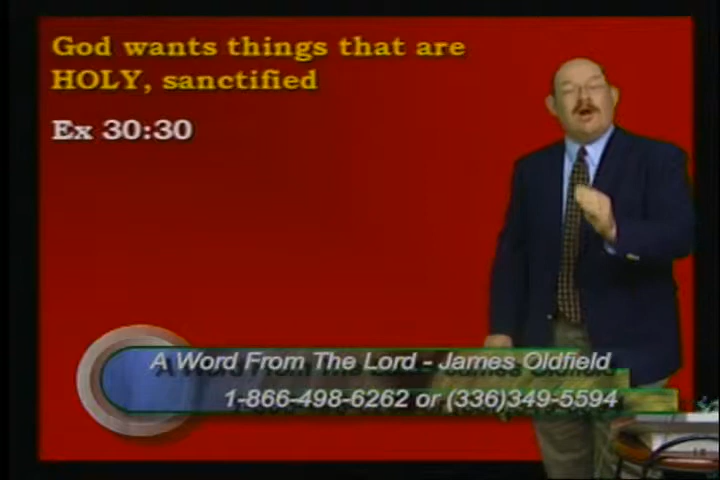 God wants things that are
HOLY, sanctified
Ex 30:30
A Word From The Lord - James Oldfield
1-866-498-6262 or (336)349-5594